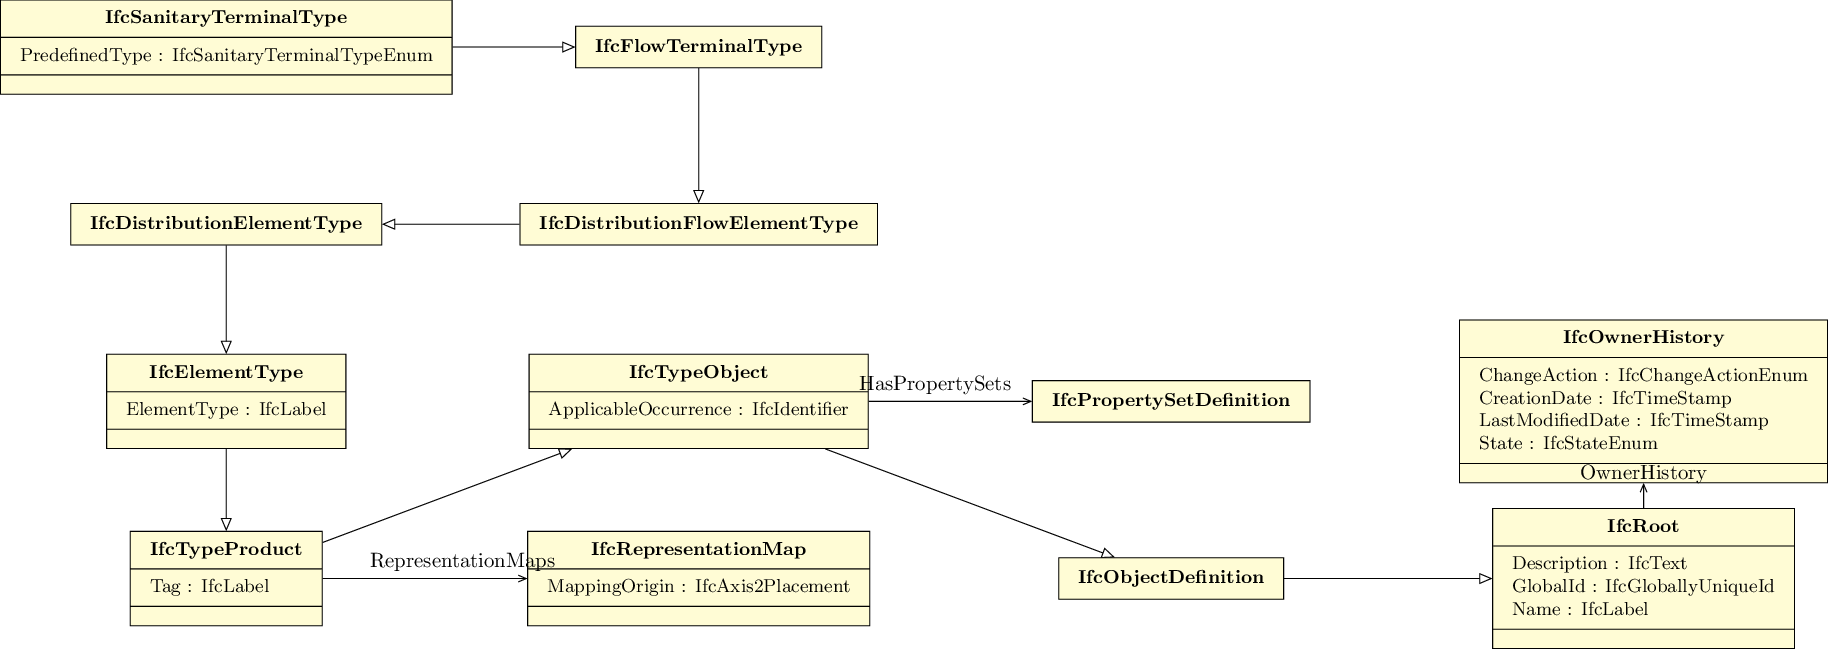 IfcSanitaryTerminalType
PredefinedType : IfcSanitaryTerminalTypeEnum
IfcFlowTerminalType
IfcDistributionElementType
IfcDistributionFlowElementType
IfcElementType
ElementType : IfcLabel
IfcTypeObject
ApplicableOccurrence : IfcIdentifier
HasPropertySets
IfcPropertySetDefinition
IfcOwnerHistory
ChangeAction : IfcChangeActionEnum
CreationDate : IfcTimeStamp
LastModifiedDate : IfcTimeStamp
State : IfcStateEnum
OwnerHistory
IfcTypeProduct
Tag : IfcLabel
RepresentationMaps
IfcRepresentationMap
MappingOrigin : IfcAxis2Placement
IfcObjectDefinition
IfcRoot
Description : IfcText
GlobalId : IfcGloballyUniqueId
Name : IfcLabel